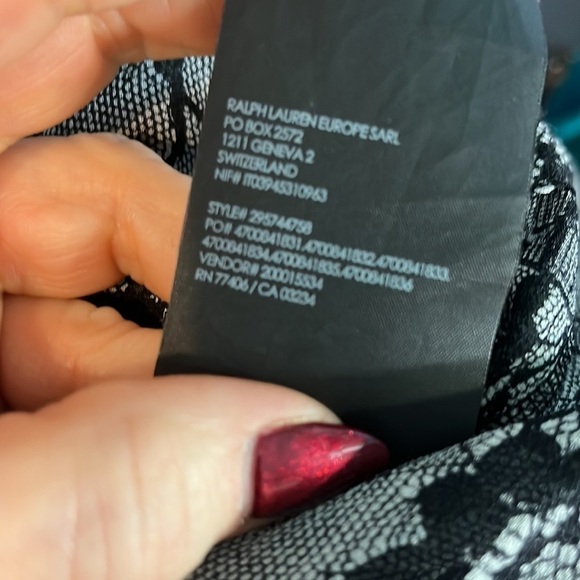 RALPH LAUREN EUROPE SARL
PO BOX 2572
1211 GENEVA 2
SWITZERLAND
NIF# IT03945310963
STYLE# 295744758
PO# 4700841831,4700841832,4700841833,
4700841834,4700841835,4700841836
VENDOR# 200015534
RN 77406 / CA 03234